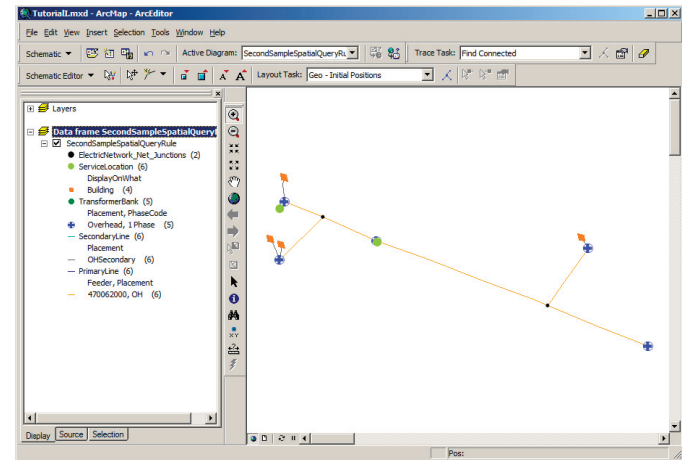 TutorialI.mxd - ArcMap - ArcEditor
File Edit View Insert Selection Tools Window Help
Schematic Active Diagram: SecondSampleSpatialQueryRu Trace Task: Find Connected
Schematic Editor Layout Task: Geo - Initial Positions
Layers
Data frame SecondSampleSpatialQueryI
SecondSampleSpatialQueryRule
ElectricNetwork_Net_Junctions (2)
ServiceLocation (6)
DisplayOnWhat
Building (4)
TransformerBank (5)
Placement, PhaseCode
Overhead, 1 Phase (5)
SecondaryLine (6)
Placement
OHSecondary (6)
PrimaryLine (6)
Feeder, Placement
470062000, OH (6)
Display Source Selection
Pos: